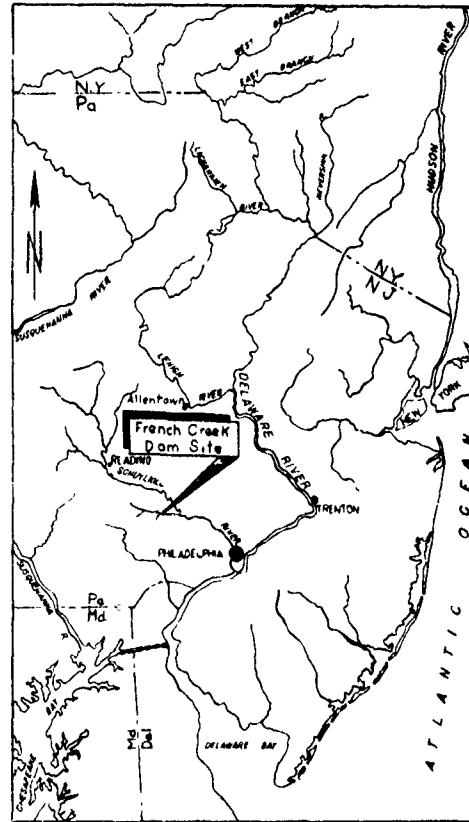 WEST BRANCH
EAST BRANCH
RIVER
N.Y
Pa
HUDSON
LACKAWAXEN
NEVERSINK
RIVER
N
NY
NJ
SUSQUEHANNA RIVER
LEHIGH
Allentown
RIVER
DELAWARE RIVER
NEW YORK
French Creek
Dam Site
READING
SCHUYLKILL
RIVER
TRENTON
PHILADELPHIA
SUSQUEHANNA R.
Pa
Md
Md
Del
CHESAPEAKE BAY
DELAWARE BAY
ATLANTIC OCEAN